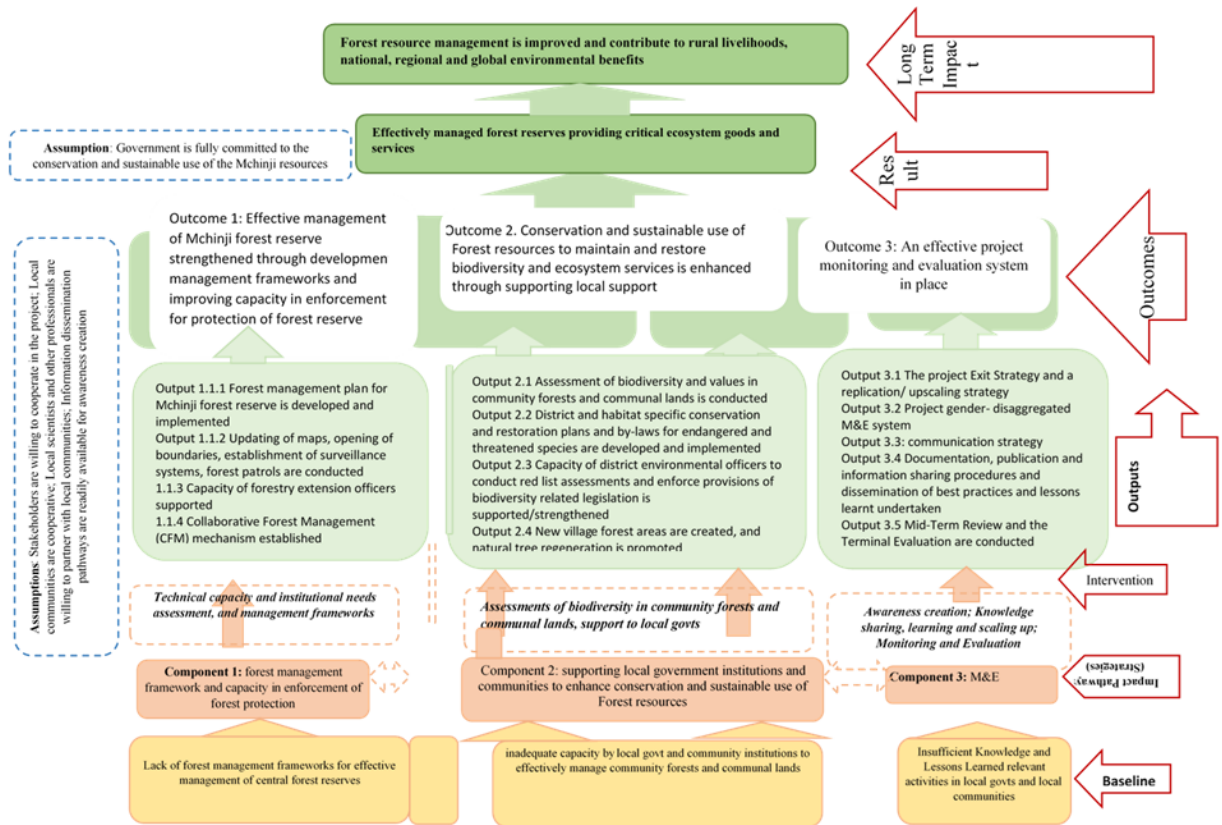 Forest resource management is improved and contribute to rural livelihoods,
national, regional and global environmental benefits
Long
Term
Impac
t
Effectively managed forest reserves providing critical ecosystem goods and
services
Assumption: Government is fully committed to the
conservation and sustainable use of the Mchinji resources
Res
ult
Assumptions: Stakeholders are willing to cooperate in the project; Local
communities are cooperative; Local scientists and other professionals are
willing to partner with local communities; Information dissemination
pathways are readily available for awareness creation
Outcome 1: Effective management
of Mchinji forest reserve
strengthened through developmen
management frameworks and
improving capacity in enforcement
for protection of forest reserve
Outcome 2. Conservation and sustainable use of
Forest resources to maintain and restore
biodiversity and ecosystem services is enhanced
through supporting local support
Outcome 3: An effective project
monitoring and evaluation system
in place
Outcomes
Output 1.1.1 Forest management plan for
Mchinji forest reserve is developed and
implemented
Output 1.1.2 Updating of maps, opening of
boundaries, establishment of surveillance
systems, forest patrols are conducted
1.1.3 Capacity of forestry extension officers
supported
1.1.4 Collaborative Forest Management
(CFM) mechanism established
Output 2.1 Assessment of biodiversity and values in
community forests and communal lands is conducted
Output 2.2 District and habitat specific conservation
and restoration plans and by-laws for endangered and
threatened species are developed and implemented
Output 2.3 Capacity of district environmental officers to
conduct red list assessments and enforce provisions of
biodiversity related legislation is
supported/strengthened
Output 2.4 New village forest areas are created, and
natural tree regeneration is promoted
Output 3.1 The project Exit Strategy and a
replication/ upscaling strategy
Output 3.2 Project gender- disaggregated
M&E system
Output 3.3: communication strategy
Output 3.4 Documentation, publication and
information sharing procedures and
dissemination of best practices and lessons
learnt undertaken
Output 3.5 Mid-Term Review and the
Terminal Evaluation are conducted
Outputs
Technical capacity and institutional needs
assessment, and management frameworks
Assessments of biodiversity in community forests and
communal lands, support to local govts
Awareness creation; Knowledge
sharing, learning and scaling up;
Monitoring and Evaluation
Intervention
Component 1: forest management
framework and capacity in enforcement of
forest protection
Component 2: supporting local government institutions and
communities to enhance conservation and sustainable use of
Forest resources
Component 3: M&E
Impact Pathway
(Strategies)
Lack of forest management frameworks for effective
management of central forest reserves
inadequate capacity by local govt and community institutions to
effectively manage community forests and communal lands
Insufficient Knowledge and
Lessons Learned relevant
activities in local govts and local
communities
Baseline